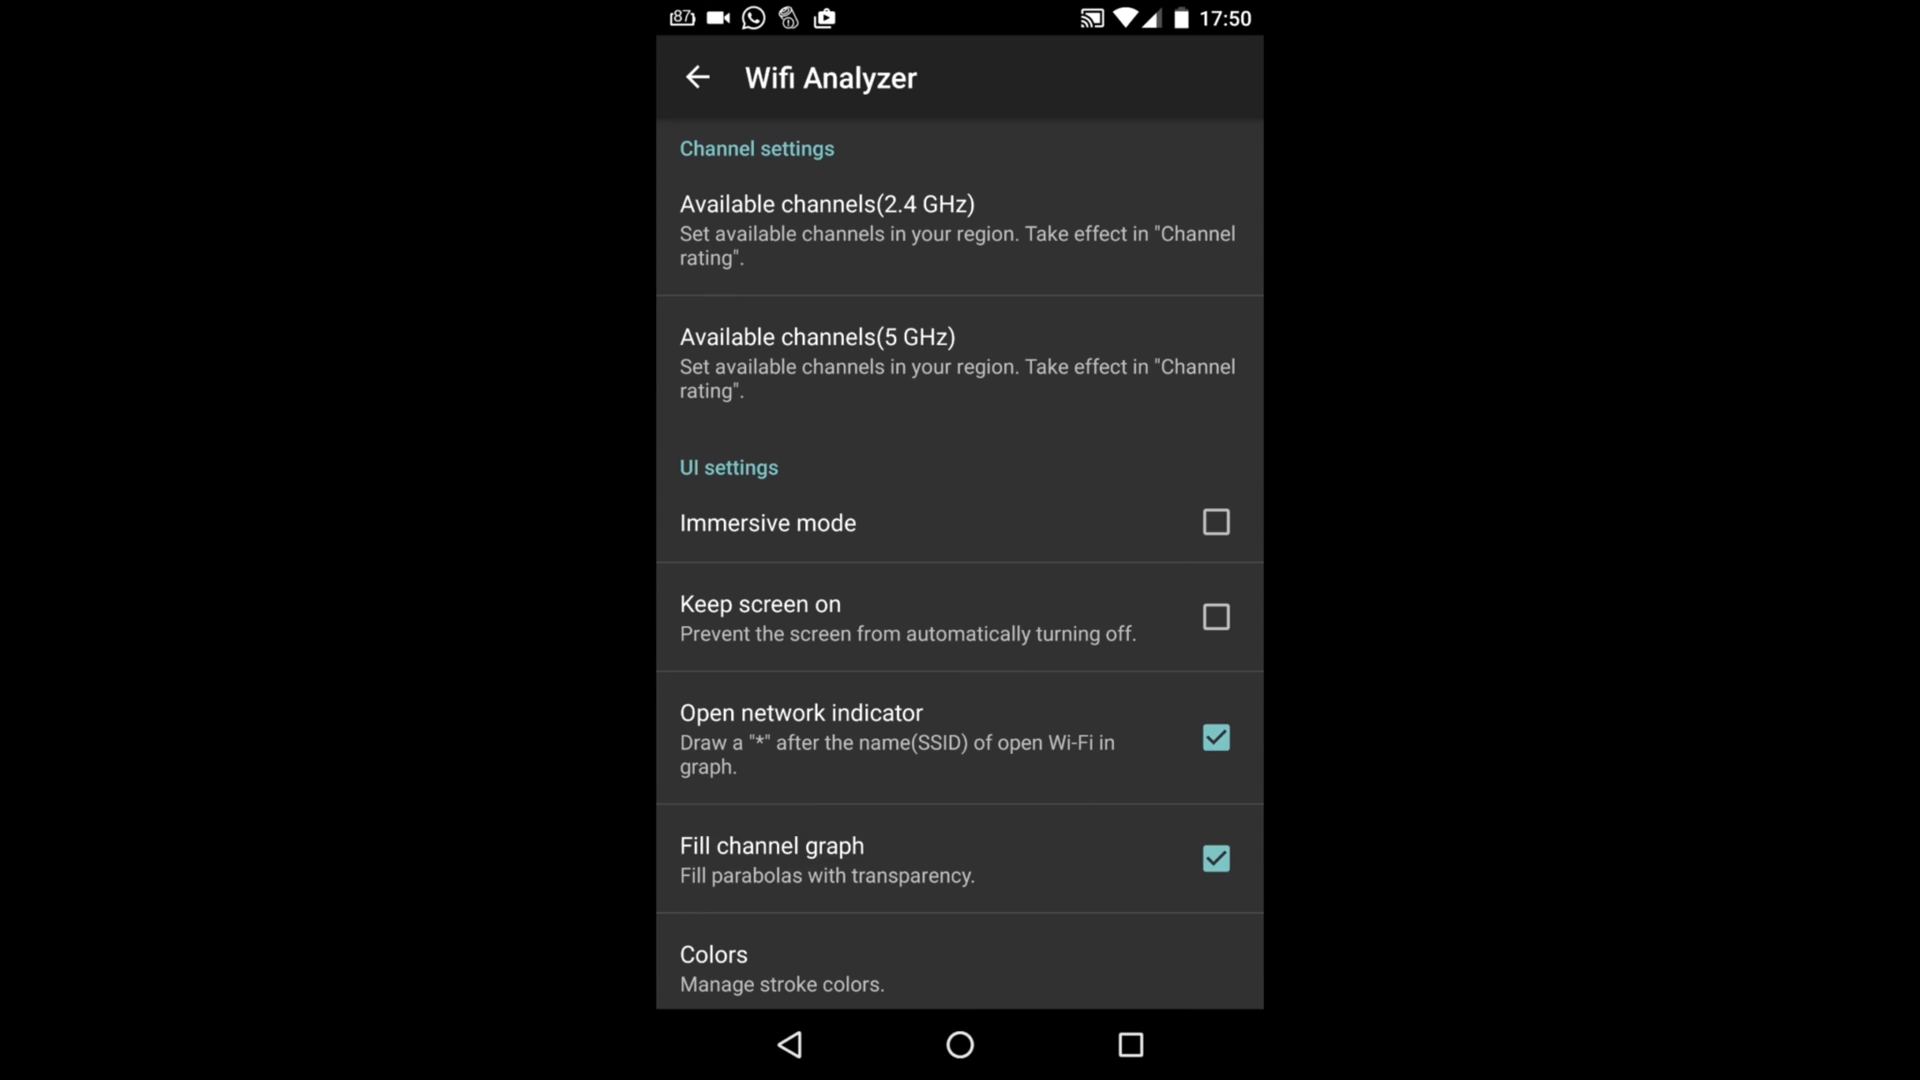 87
17:50
Wifi Analyzer
Channel settings
Available channels(2.4 GHz)
Set available channels in your region. Take effect in "Channel
rating".
Available channels(5 GHz)
Set available channels in your region. Take effect in "Channel
rating".
UI settings
Immersive mode
Keep screen on
Prevent the screen from automatically turning off.
Open network indicator
Draw a "*" after the name(SSID) of open Wi-Fi in
graph.
Fill channel graph
Fill parabolas with transparency.
Colors
Manage stroke colors.